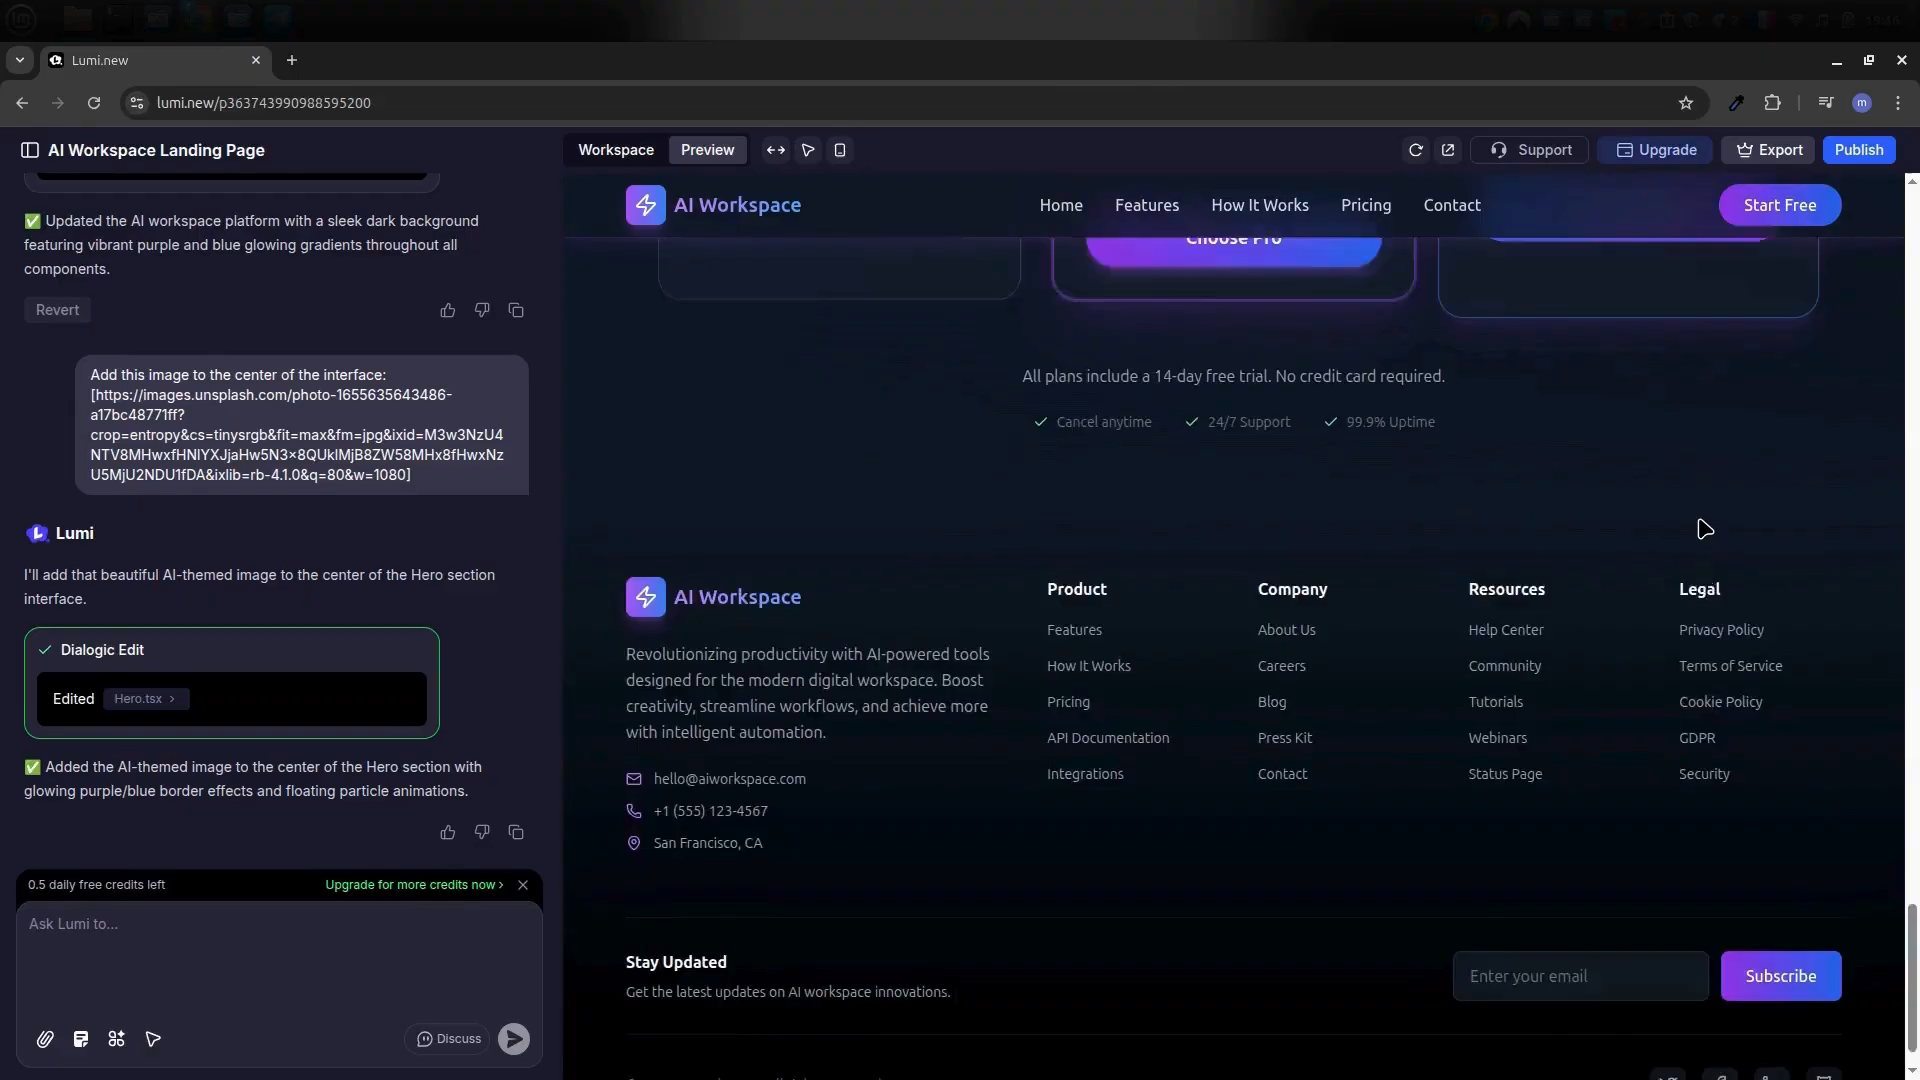 Lumi.new
lumi.new/p363743990988595200
m
AI Workspace Landing Page
Workspace
Preview
Support
Upgrade
Export
Publish
✅ Updated the AI workspace platform with a sleek dark background
featuring vibrant purple and blue glowing gradients throughout all
components.
Revert
Add this image to the center of the interface:
[https://images.unsplash.com/photo-1655635643486-
a17bc48771ff?
crop=entropy&cs=tinysrgb&fit=max&fm=jpg&ixid=M3w3NzU4
NTV8MHwxfHNlYXJjaHw5N3×8QUklMjB8ZW58MHx8fHwxNz
U5MjU2NDU1fDA&ixlib=rb-4.1.0&q=80&w=1080]
Lumi
I'll add that beautiful AI-themed image to the center of the Hero section
interface.
Dialogic Edit
Edited Hero.tsx >
✅ Added the AI-themed image to the center of the Hero section with
glowing purple/blue border effects and floating particle animations.
0.5 daily free credits left
Upgrade for more credits now >
Ask Lumi to...
Discuss
AI Workspace
Home
Features
How It Works
Pricing
Contact
Start Free
Choose Pro
All plans include a 14-day free trial. No credit card required.
Cancel anytime
24/7 Support
99.9% Uptime
AI Workspace
Revolutionizing productivity with AI-powered tools
designed for the modern digital workspace. Boost
creativity, streamline workflows, and achieve more
with intelligent automation.
hello@aiworkspace.com
+1 (555) 123-4567
San Francisco, CA
Product
Features
How It Works
Pricing
API Documentation
Integrations
Company
About Us
Careers
Blog
Press Kit
Contact
Resources
Help Center
Community
Tutorials
Webinars
Status Page
Legal
Privacy Policy
Terms of Service
Cookie Policy
GDPR
Security
Stay Updated
Get the latest updates on AI workspace innovations.
Enter your email
Subscribe